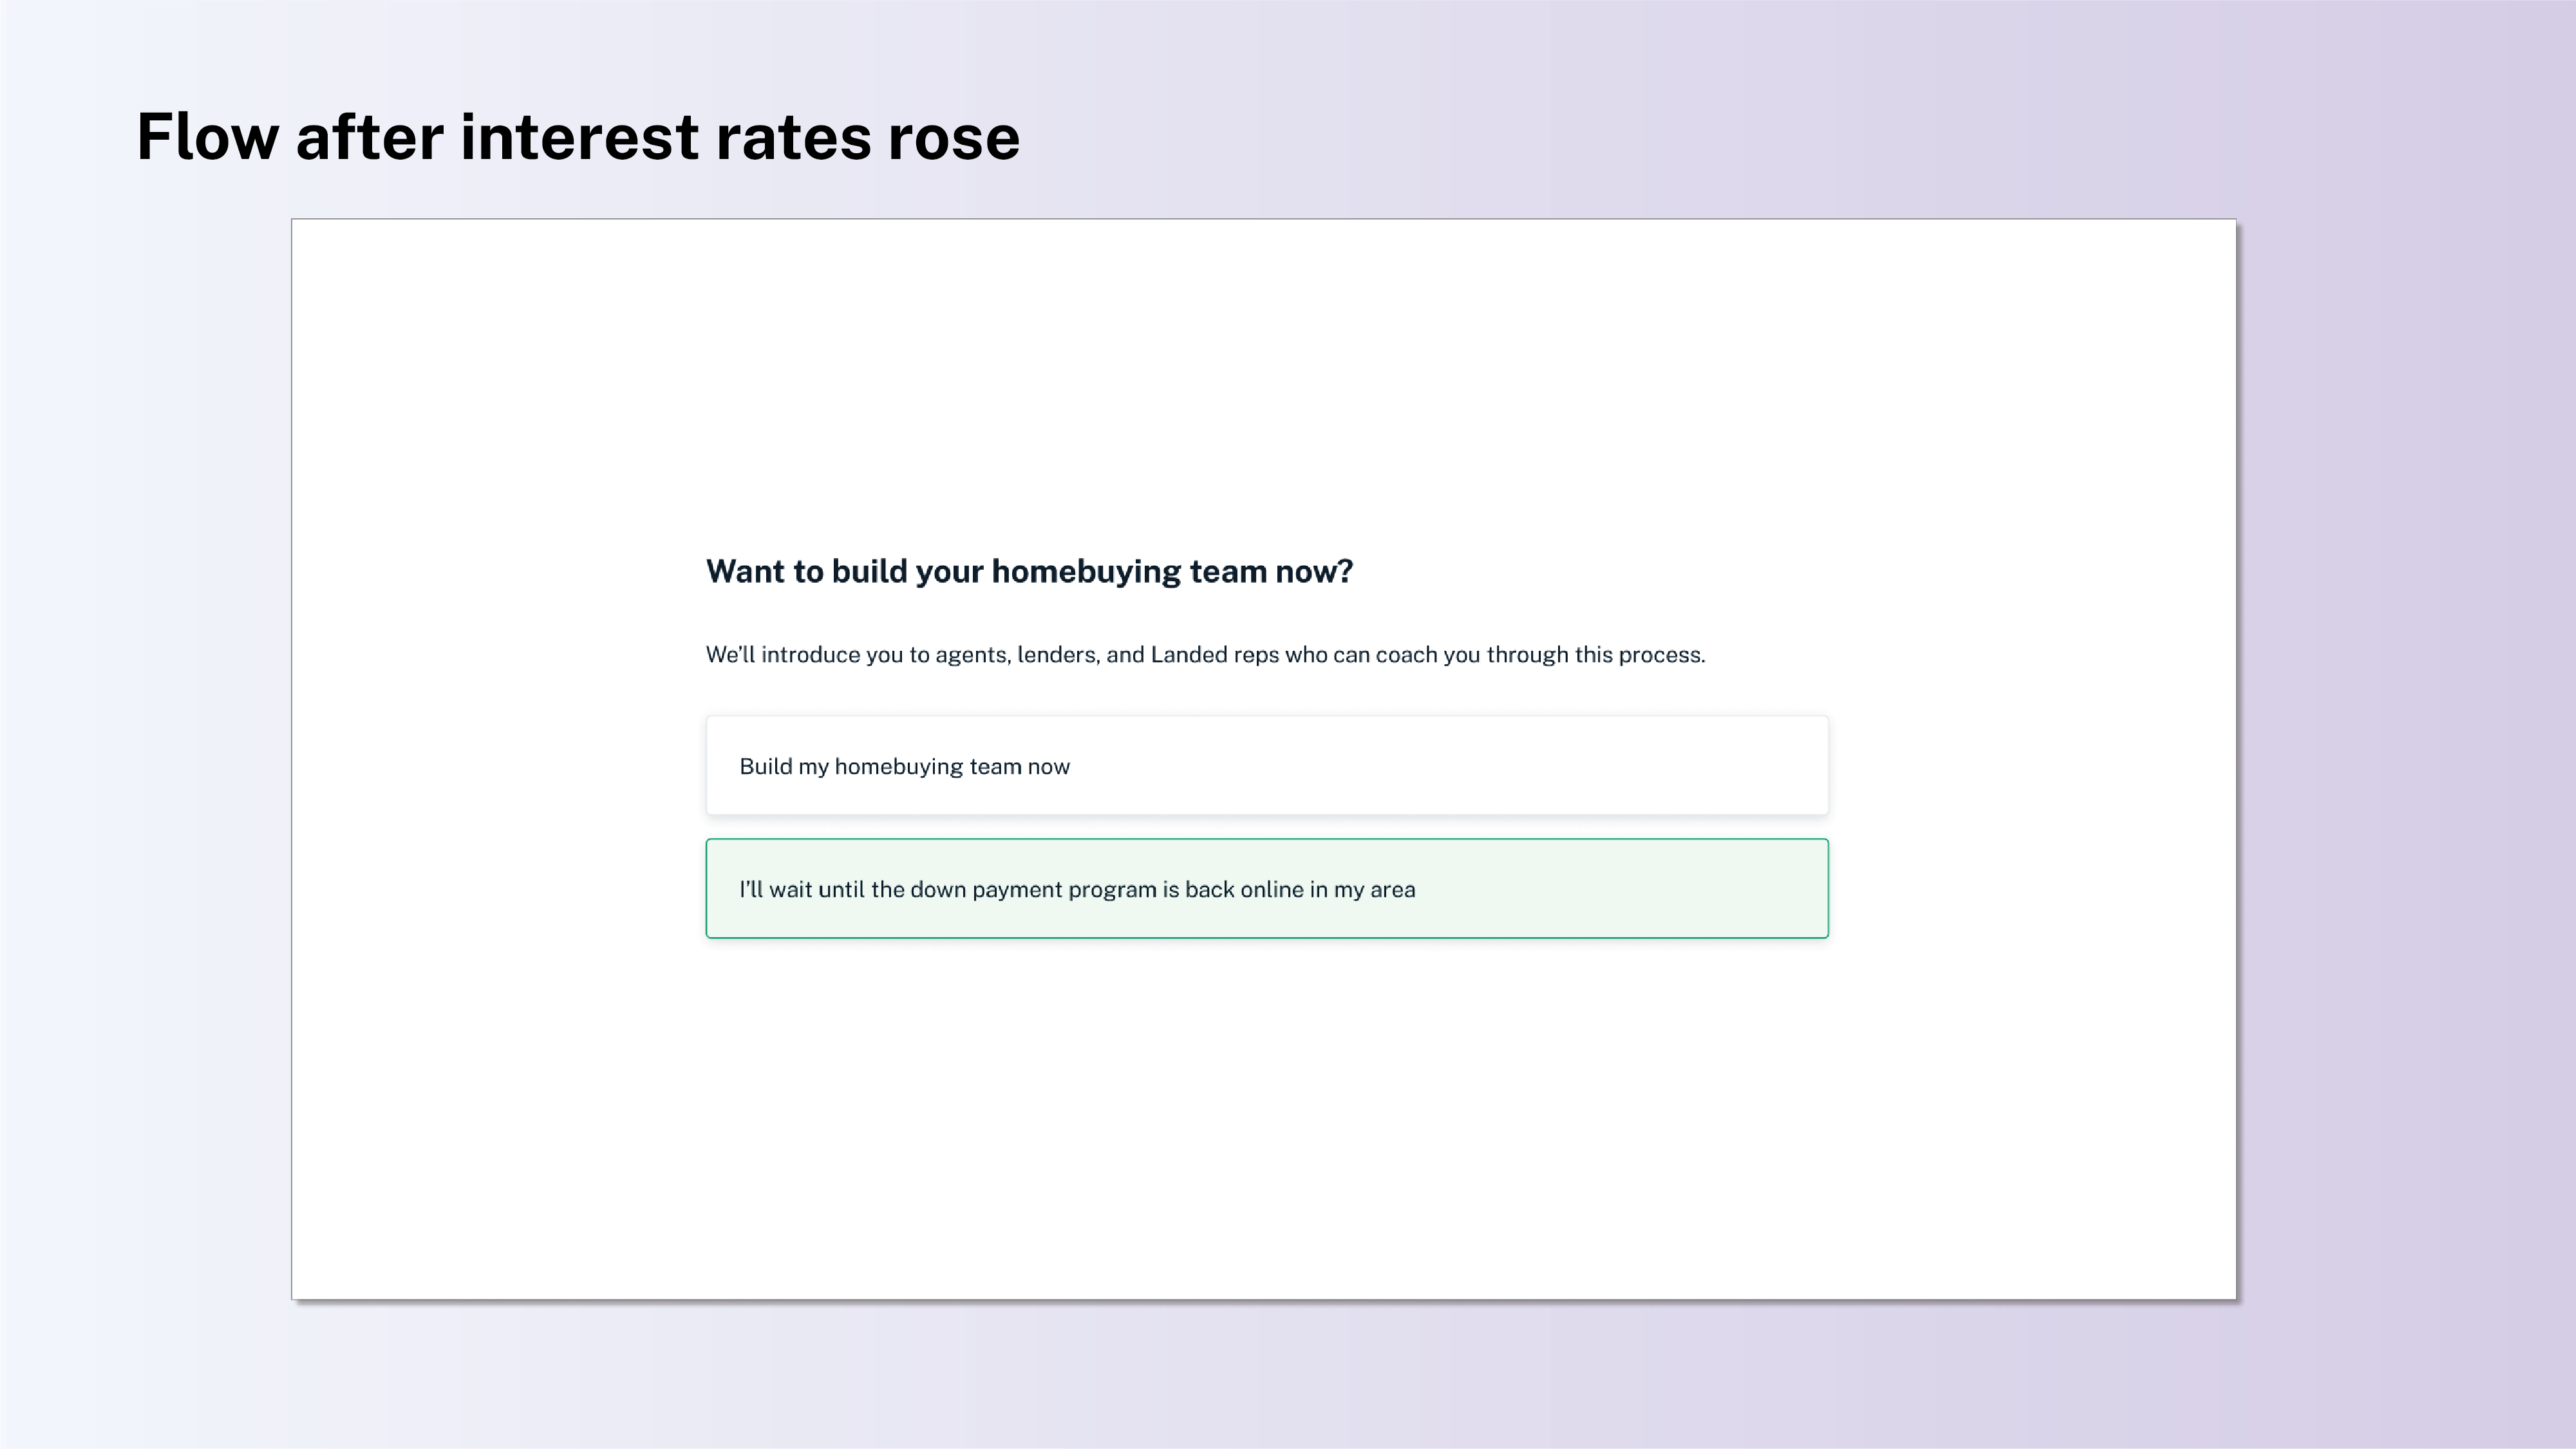 Flow after interest rates rose
Want to build your homebuying team now?
We’ll introduce you to agents, lenders, and Landed reps who can coach you through this process.
Build my homebuying team now
I’ll wait until the down payment program is back online in my area